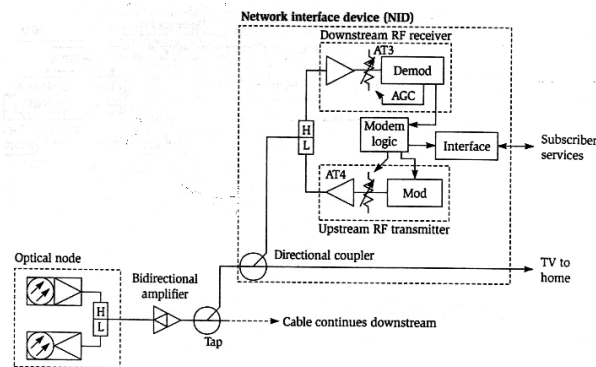 Network interface device (NID)
Downstream RF receiver
AT3
Demod
AGC
H
L
Modem
logic
Interface
Subscriber
services
AT4
Mod
Upstream RF transmitter
Optical node
Directional coupler
TV to
home
Bidirectional
amplifier
H
L
Tap
Cable continues downstream